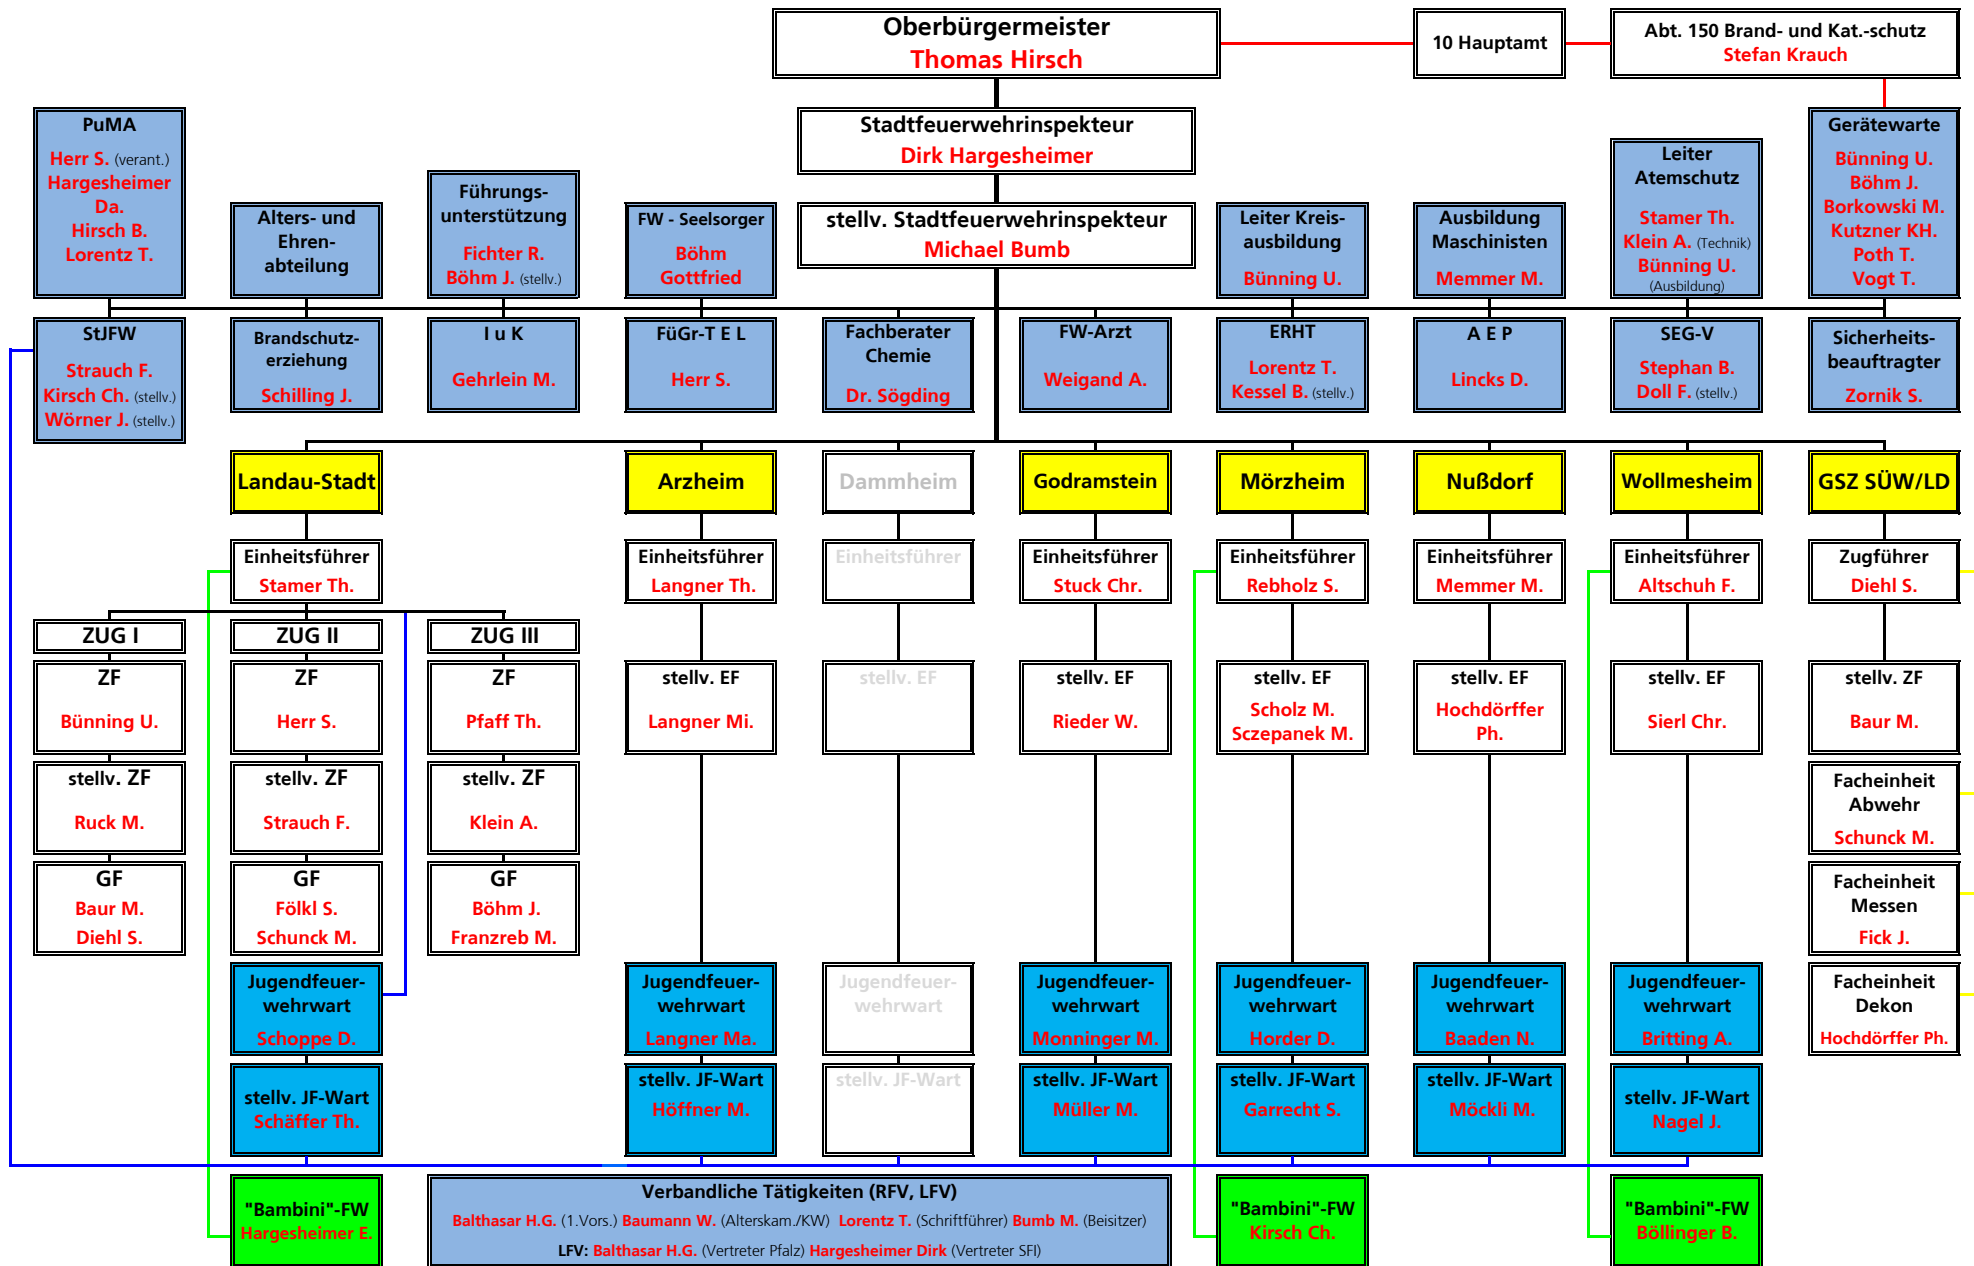 Oberbürgermeister
Thomas Hirsch
10 Hauptamt
Abt. 150 Brand- und Kat.-schutz
Stefan Krauch
Stadtfeuerwehrinspekteur
Dirk Hargesheimer
stellv. Stadtfeuerwehrinspekteur
Michael Bumb
PuMA
Herr S. (verant.)
Hargesheimer
Da.
Hirsch B.
Lorentz T.
Alters- und
Ehren-
abteilung
Führungs-
unterstützung
Fichter R.
Böhm J. (stellv.)
FW - Seelsorger
Böhm
Gottfried
Leiter Kreis-
ausbildung
Bünning U.
Ausbildung
Maschinisten
Memmer M.
Leiter
Atemschutz
Stamer Th.
Klein A. (Technik)
Bünning U.
(Ausbildung)
Gerätewarte
Bünning U.
Böhm J.
Borkowski M.
Kutzner KH.
Poth T.
Vogt T.
StJFW
Strauch F.
Kirsch Ch. (stellv.)
Wörner J. (stellv.)
Brandschutz-
erziehung
Schilling J.
I u K
Gehrlein M.
FüGr-T E L
Herr S.
Fachberater
Chemie
Dr. Sögding
FW-Arzt
Weigand A.
ERHT
Lorentz T.
Kessel B. (stellv.)
A E P
Lincks D.
SEG-V
Stephan B.
Doll F. (stellv.)
Sicherheits-
beauftragter
Zornik S.
Landau-Stadt
Arzheim
Dammheim
Godramstein
Mörzheim
Nußdorf
Wollmesheim
GSZ SÜW/LD
Einheitsführer
Stamer Th.
Einheitsführer
Langner Th.
Einheitsführer
Einheitsführer
Stuck Chr.
Einheitsführer
Rebholz S.
Einheitsführer
Memmer M.
Einheitsführer
Altschuh F.
Zugführer
Diehl S.
ZUG I
ZUG II
ZUG III
ZF
Bünning U.
ZF
Herr S.
ZF
Pfaff Th.
stellv. EF
Langner Mi.
stellv. EF
stellv. EF
Rieder W.
stellv. EF
Scholz M.
Sczepanek M.
stellv. EF
Hochdörffer
Ph.
stellv. EF
Sierl Chr.
stellv. ZF
Baur M.
stellv. ZF
Ruck M.
stellv. ZF
Strauch F.
stellv. ZF
Klein A.
Facheinheit
Abwehr
Schunck M.
GF
Baur M.
Diehl S.
GF
Fölkl S.
Schunck M.
GF
Böhm J.
Franzreb M.
Facheinheit
Messen
Fick J.
Jugendfeuer-
wehrwart
Schoppe D.
Jugendfeuer-
wehrwart
Langner Ma.
Jugendfeuer-
wehrwart
Jugendfeuer-
wehrwart
Monninger M.
Jugendfeuer-
wehrwart
Horder D.
Jugendfeuer-
wehrwart
Baaden N.
Jugendfeuer-
wehrwart
Britting A.
Facheinheit
Dekon
Hochdörffer Ph.
stellv. JF-Wart
Schäffer Th.
stellv. JF-Wart
Höffner M.
stellv. JF-Wart
stellv. JF-Wart
Müller M.
stellv. JF-Wart
Garrecht S.
stellv. JF-Wart
Möckli M.
stellv. JF-Wart
Nagel J.
"Bambini"-FW
Hargesheimer E.
Verbandliche Tätigkeiten (RFV, LFV)
Balthasar H.G. (1.Vors.) Baumann W. (Alterskam./KW) Lorentz T. (Schriftführer) Bumb M. (Beisitzer)
LFV: Balthasar H.G. (Vertreter Pfalz) Hargesheimer Dirk (Vertreter SFI)
"Bambini"-FW
Kirsch Ch.
"Bambini"-FW
Böllinger B.